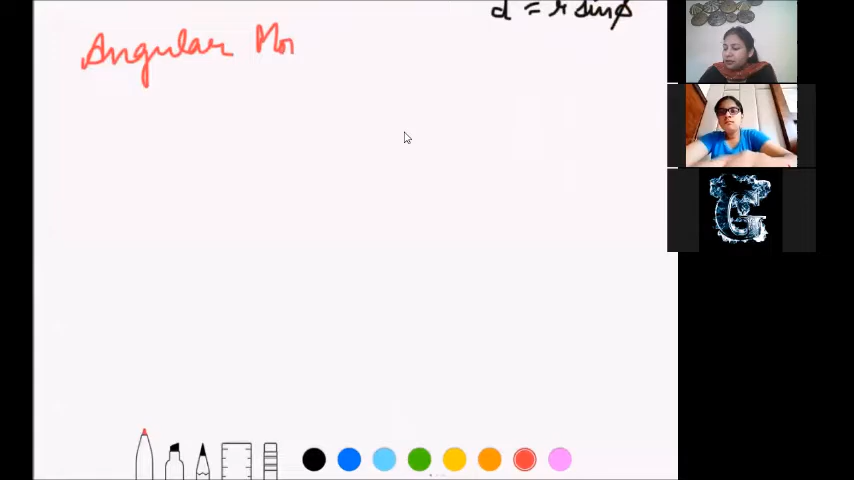 d = r sinϕ
Angular Mo